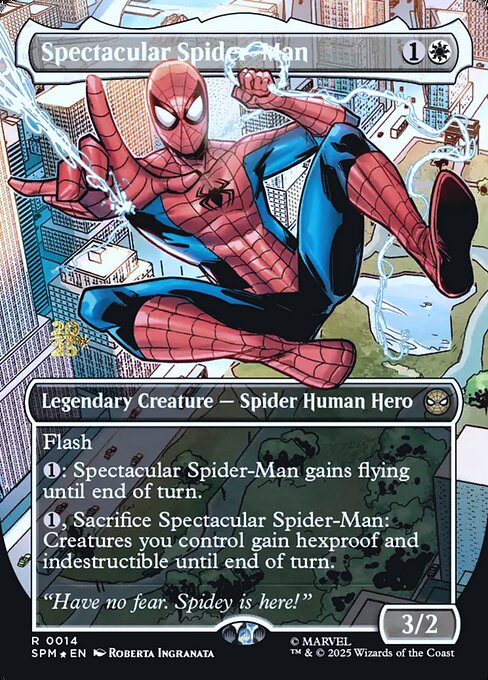 Spectacular Spider-Man 1
2025
Legendary Creature — Spider Human Hero
Flash
1: Spectacular Spider-Man gains flying
until end of turn.
1, Sacrifice Spectacular Spider-Man:
Creatures you control gain hexproof and
indestructible until end of turn.
“Have no fear. Spidey is here!”
3/2
R 0014
SPM ★ EN Roberta Ingranata
© MARVEL
™ & © 2025 Wizards of the Coast